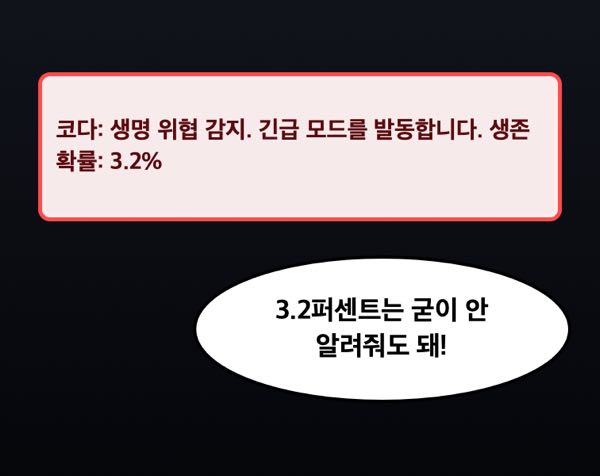 코다: 생명 위협 감지. 긴급 모드를 발동합니다. 생존
확률: 3.2%
3.2퍼센트는 굳이 안
알려줘도 돼!